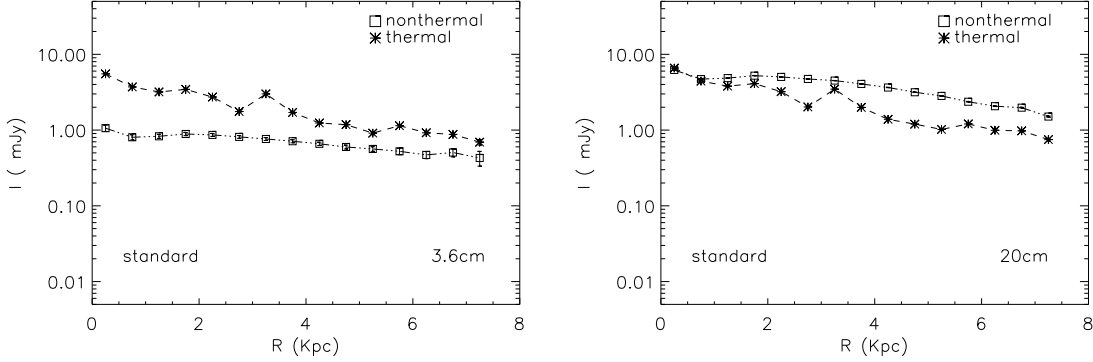 nonthermal
thermal
10.00
1.00
0.10
0.01
I ( mJy)
standard
3.6cm
0 2 4 6 8
R (Kpc)
nonthermal
thermal
10.00
1.00
0.10
0.01
I ( mJy)
standard
20cm
0 2 4 6 8
R (Kpc)